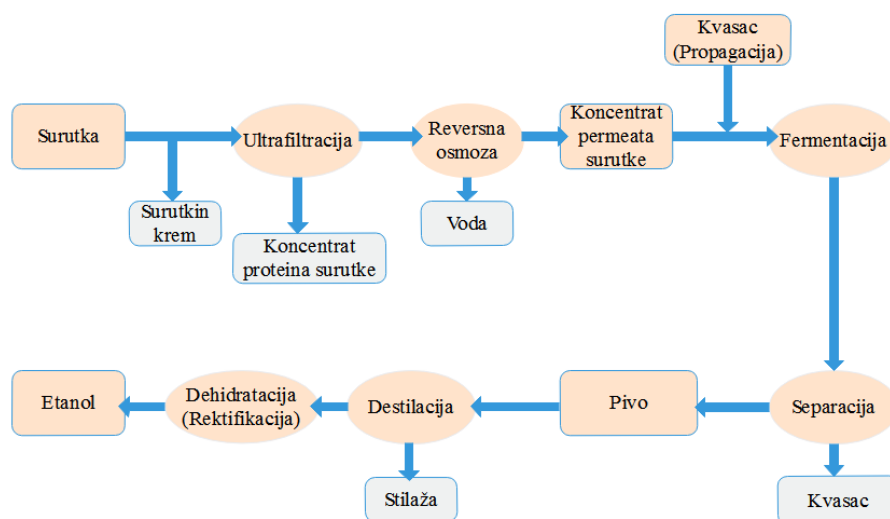 Kvasac
(Propagacija)
Surutka
Ultrafiltracija
Reversna
osmoza
Koncentrat
permeata
surutke
Fermentacija
Surutkin
krem
Koncentrat
proteina surutke
Voda
Etanol
Dehidratacija
(Rektifikacija)
Destilacija
Pivo
Separacija
Stilaža
Kvasac